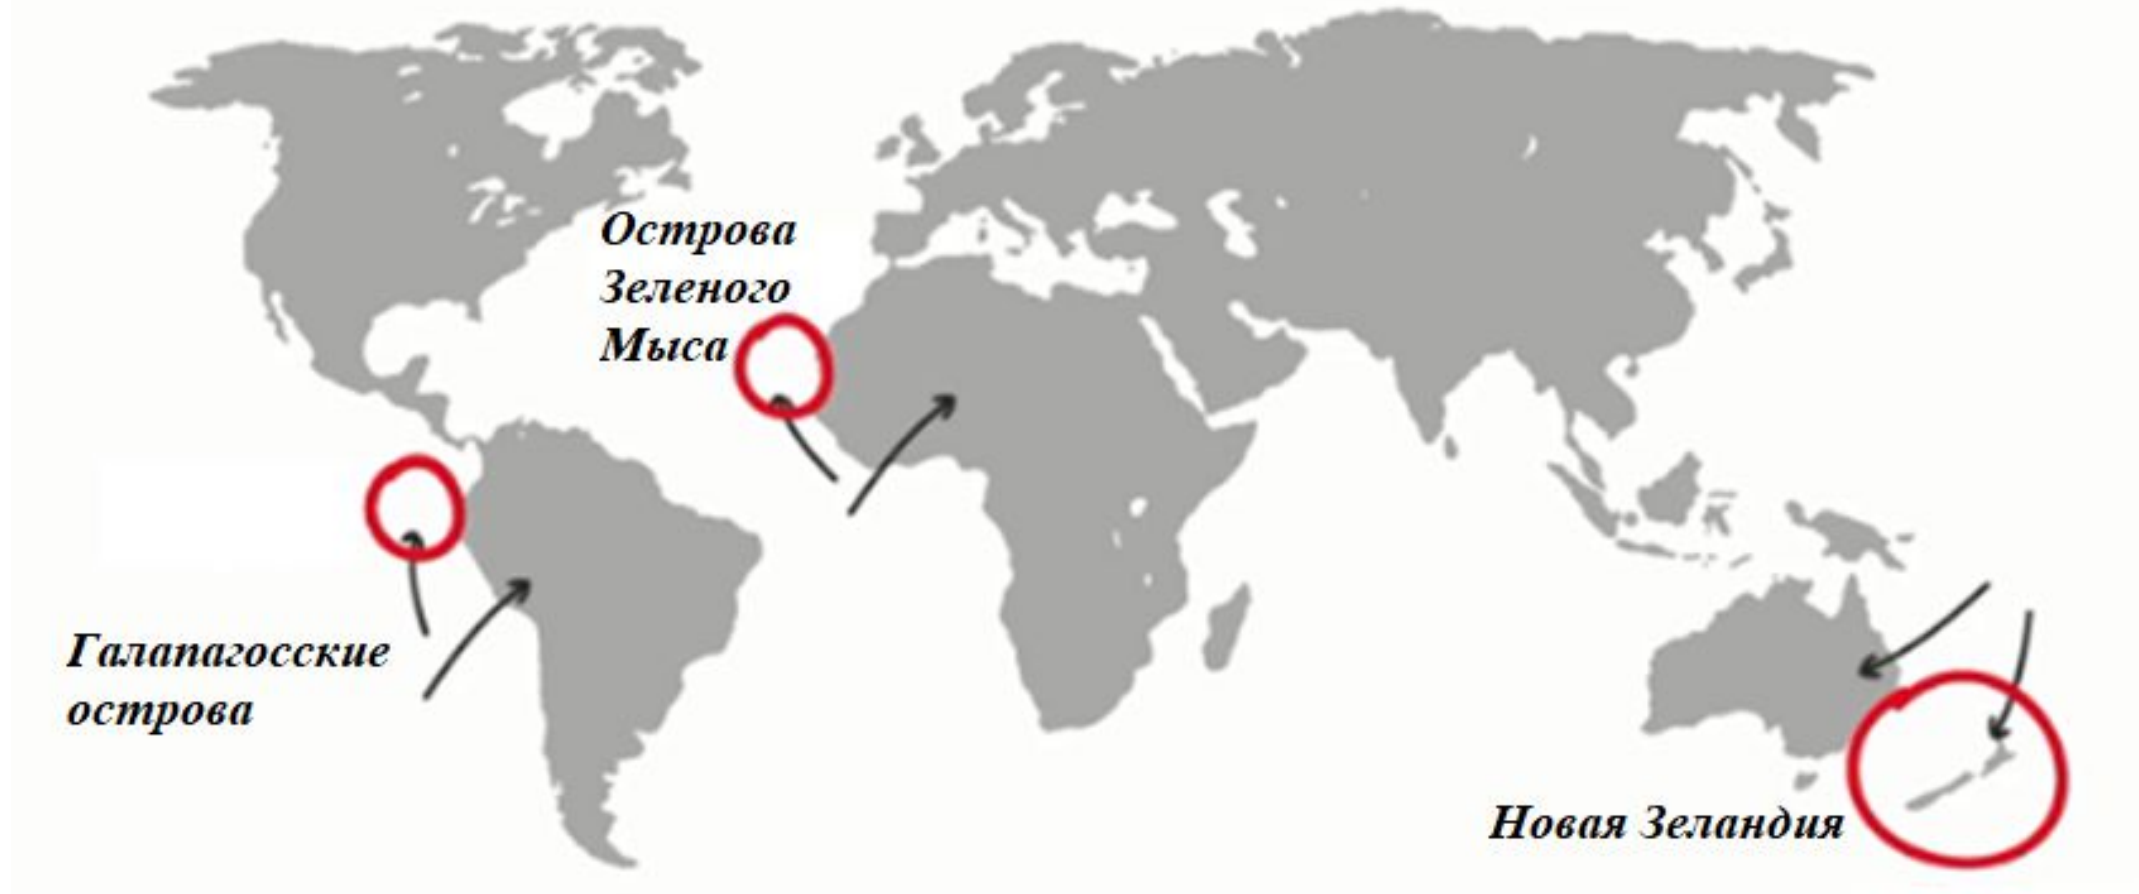 Острова
Зеленого
Мыса
Галапагосские
острова
Новая Зеландия